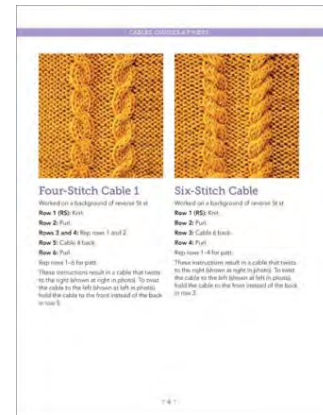 CABLES, CROSSES & TWISTS
Four-Stitch Cable 1
Worked on a background of reverse St st
Row 1 (RS): Knit.
Row 2: Purl.
Rows 3 and 4: Rep rows 1 and 2.
Row 5: Cable 4 back.
Row 6: Purl.
Rep rows 1–6 for patt.
These instructions result in a cable that twists
to the right (shown at right in photo). To twist
the cable to the left (shown at left in photo),
hold the cable to the front instead of the back
in row 5.
Six-Stitch Cable
Worked on a background of reverse St st
Row 1 (RS): Knit.
Row 2: Purl.
Row 3: Cable 6 back.
Row 4: Purl.
Rep rows 1–4 for patt.
These instructions result in a cable that twists
to the right (shown at right in photo). To twist
the cable to the left (shown at left in photo),
hold the cable to the front instead of the back
in row 3.